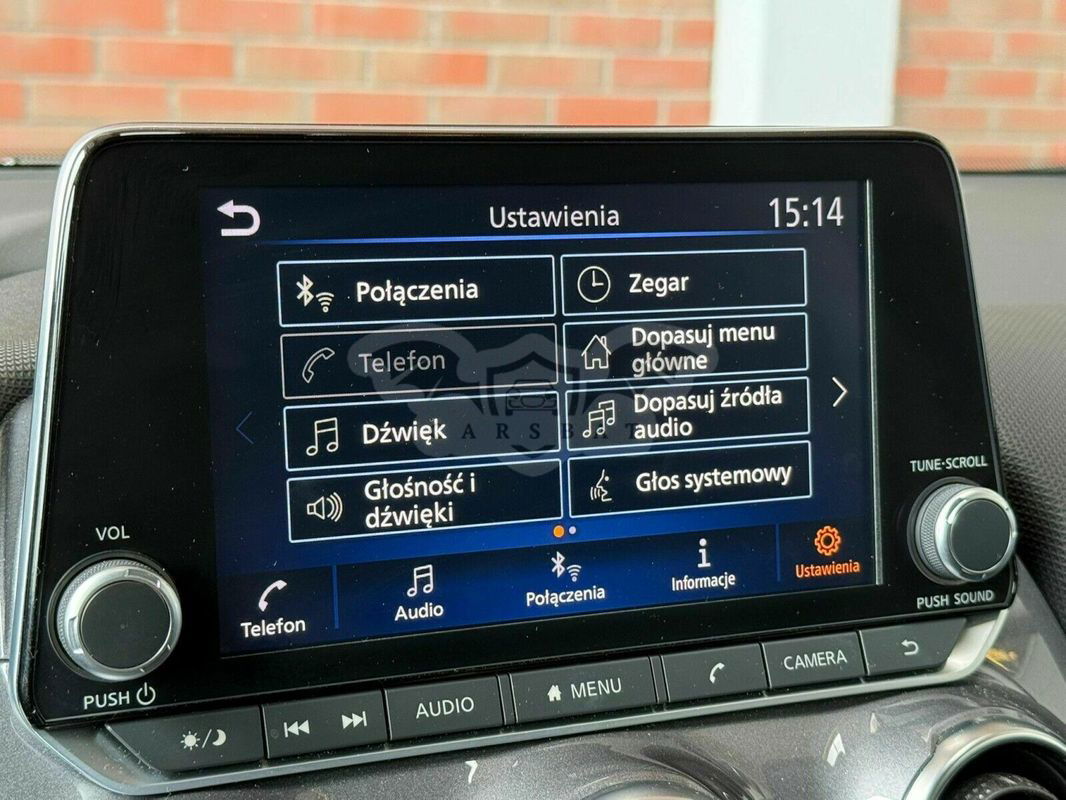 Ustawienia
15:14
Połączenia
Zegar
Telefon
Dopasuj menu
główne
Dźwięk
Dopasuj źródła
audio
Głośność i
dźwięki
Głos systemowy
Telefon
Audio
Połączenia
Informacje
Ustawienia
VOL
PUSH
TUNE·SCROLL
PUSH SOUND
AUDIO
MENU
CAMERA